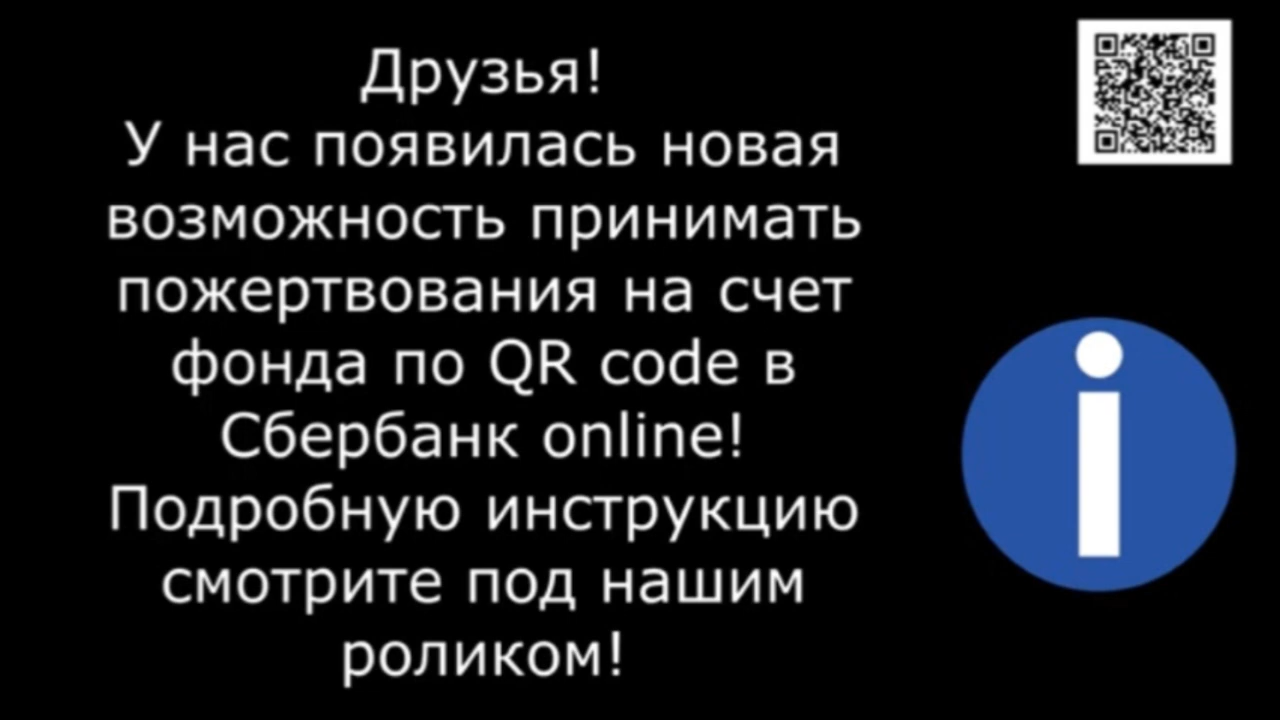 Друзья!
У нас появилась новая
возможность принимать
пожертвования на счет
фонда по QR code в
Сбербанк online!
Подробную инструкцию
смотрите под нашим
роликом!